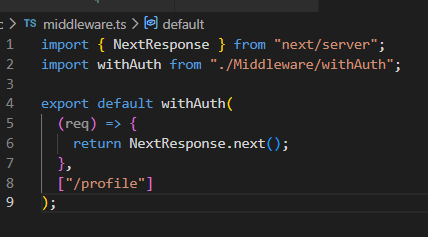 TS middleware.ts > default
1 import { NextResponse } from "next/server";
2 import withAuth from "./Middleware/withAuth";
3
4 export default withAuth(
5 (req) => {
6 return NextResponse.next();
7 },
8 ["/profile"]
9 );